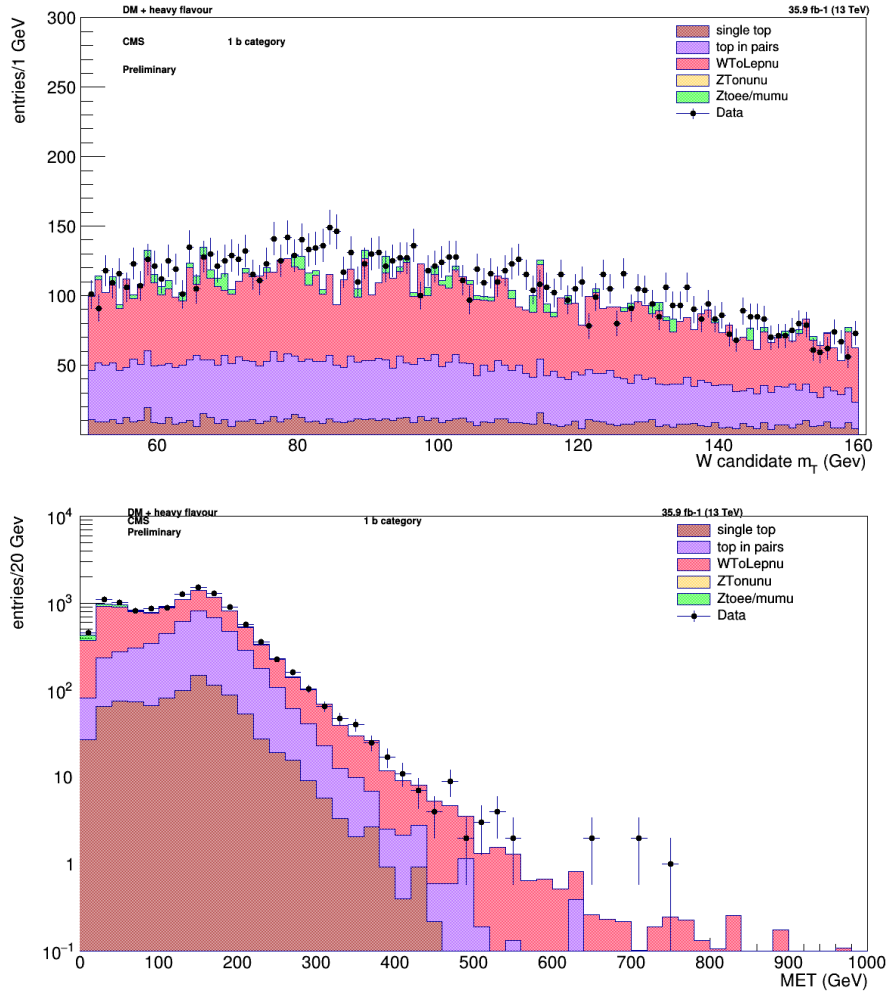 DM + heavy flavour 35.9 fb-1 (13 TeV)
300
CMS 1 b category
Preliminary
entries/1 GeV
single top
top in pairs
WToLepnu
ZTonunu
Ztoee/mumu
Data
250
200
150
100
50
60 80 100 120 140 160
W candidate mT (Gev)
DM + heavy flavour 35.9 fb-1 (13 TeV)
CMS 1 b category
Preliminary
entries/20 Gev
single top
top in pairs
WToLepnu
ZTonunu
Ztoee/mumu
Data
10^4
10^3
10^2
10
1
10^-1
0 100 200 300 400 500 600 700 800 900 1000
MET (GeV)